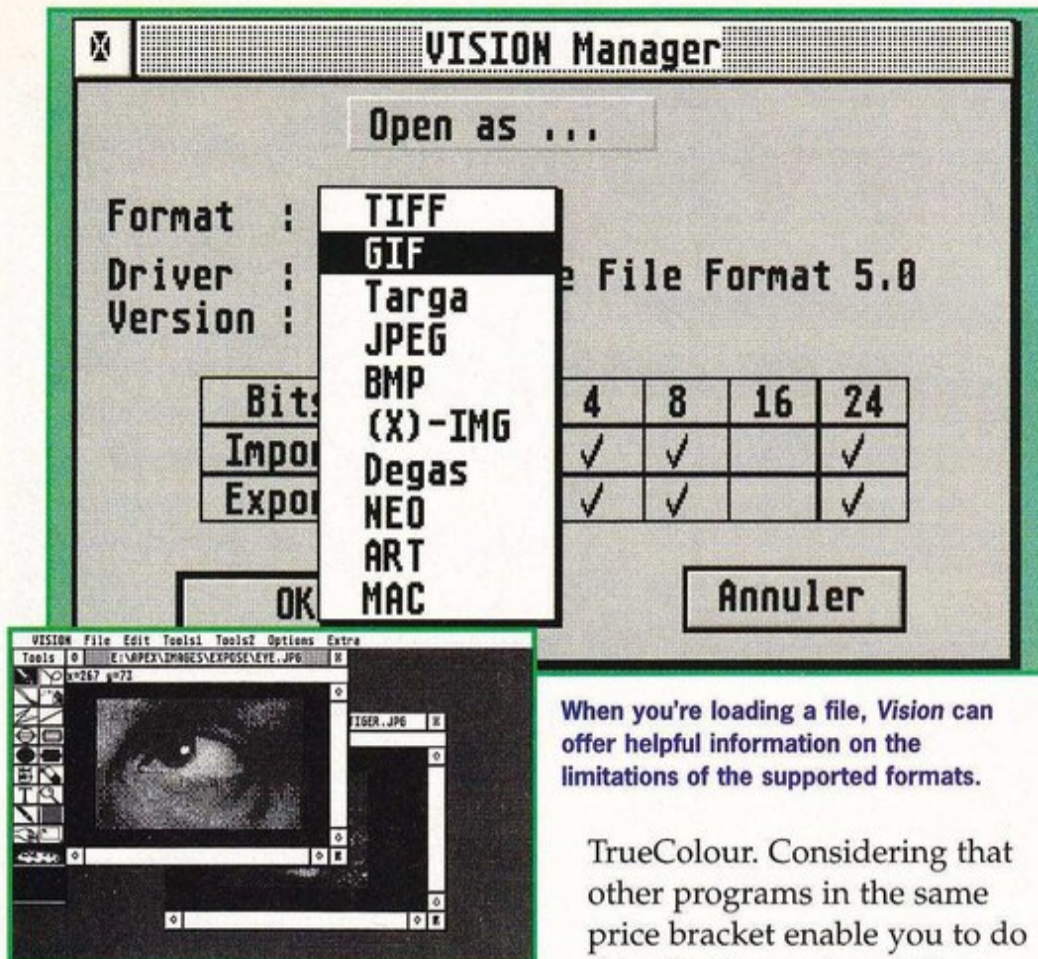 VISION Manager
Open as ...
Format :
TIFF
GIF
Targa
JPEG
BMP
(X)-IMG
Degas
NEO
ART
MAC
Driver :
e File Format 5.0
Version :
Bits
4 8 16 24
Impor
✓ ✓ ✓
Expor
✓ ✓ ✓
OK
Annuler
VISION File Edit Tools1 Tools2 Options Extra
Tools
E:\APEX\IMAGES\EXPOSE\EYE.JPG
x=267 y=73
TIGER.JPG
When you're loading a file, Vision can
offer helpful information on the
limitations of the supported formats.
TrueColour. Considering that
other programs in the same
price bracket enable you to do